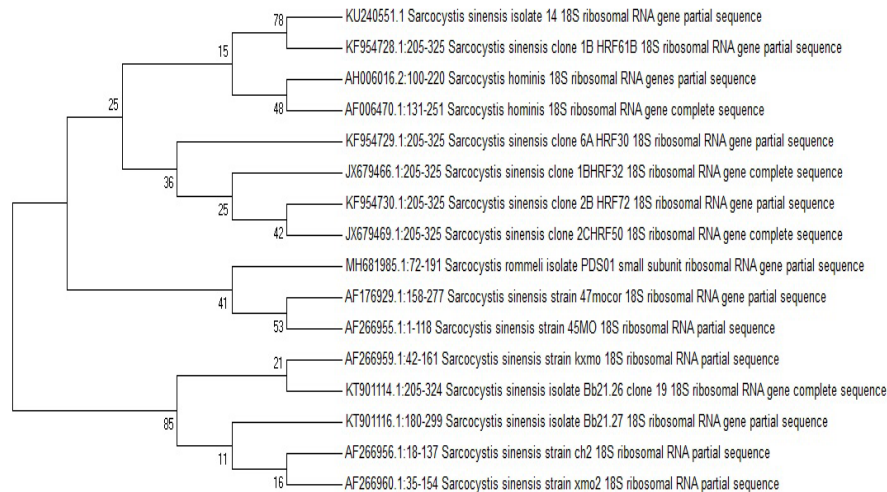 78
KU240551.1 Sarcocystis sinensis isolate 14 18S ribosomal RNA gene partial sequence
15
KF954728.1:205-325 Sarcocystis sinensis clone 1B HRF61B 18S ribosomal RNA gene partial sequence
AH006016.2:100-220 Sarcocystis hominis 18S ribosomal RNA genes partial sequence
25
48
AF006470.1:131-251 Sarcocystis hominis 18S ribosomal RNA gene complete sequence
KF954729.1:205-325 Sarcocystis sinensis clone 6A HRF30 18S ribosomal RNA gene partial sequence
36
JX679466.1:205-325 Sarcocystis sinensis clone 1BHRF32 18S ribosomal RNA gene complete sequence
25
KF954730.1:205-325 Sarcocystis sinensis clone 2B HRF72 18S ribosomal RNA gene partial sequence
42
JX679469.1:205-325 Sarcocystis sinensis clone 2CHRF50 18S ribosomal RNA gene complete sequence
MH681985.1:72-191 Sarcocystis rommeli isolate PDS01 small subunit ribosomal RNA gene partial sequence
41
AF176929.1:158-277 Sarcocystis sinensis strain 47mocor 18S ribosomal RNA gene partial sequence
53
AF266955.1:1-118 Sarcocystis sinensis strain 45MO 18S ribosomal RNA partial sequence
21
AF266959.1:42-161 Sarcocystis sinensis strain kxmo 18S ribosomal RNA partial sequence
KT901114.1:205-324 Sarcocystis sinensis isolate Bb21.26 clone 19 18S ribosomal RNA gene complete sequence
85
KT901116.1:180-299 Sarcocystis sinensis isolate Bb21.27 18S ribosomal RNA gene partial sequence
11
AF266956.1:18-137 Sarcocystis sinensis strain ch2 18S ribosomal RNA partial sequence
16
AF266960.1:35-154 Sarcocystis sinensis strain xmo2 18S ribosomal RNA partial sequence